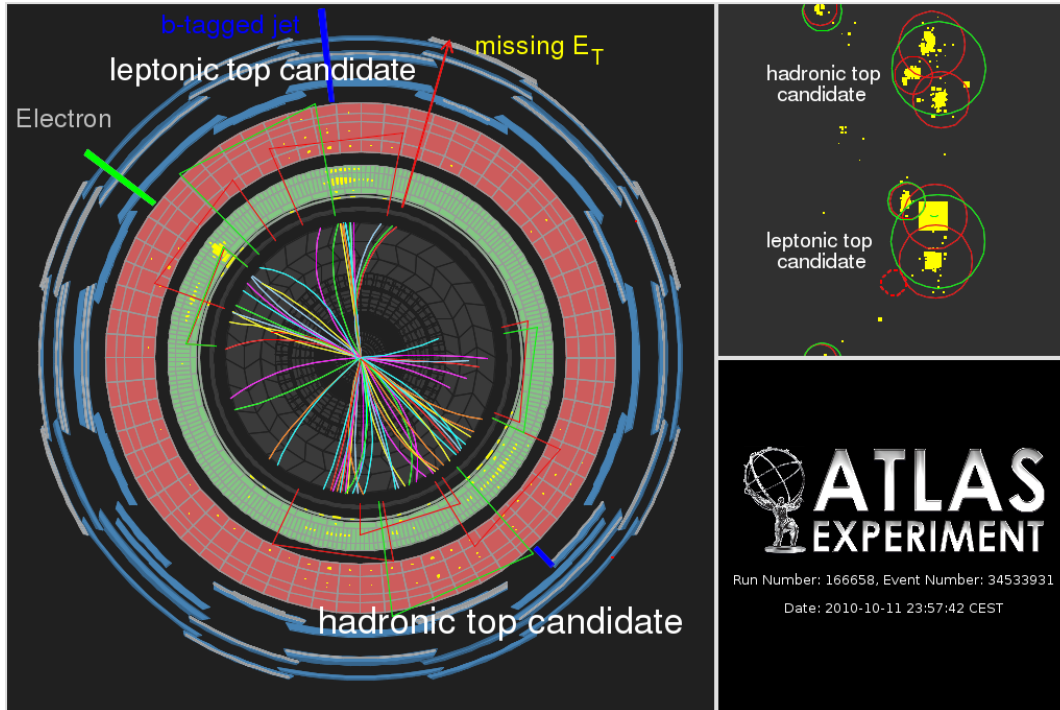 b-tagged jet
missing E_T
leptonic top candidate
Electron
hadronic top candidate
hadronic top
candidate
leptonic top
candidate
ATLAS
EXPERIMENT
Run Number: 166658, Event Number: 34533931
Date: 2010-10-11 23:57:42 CEST